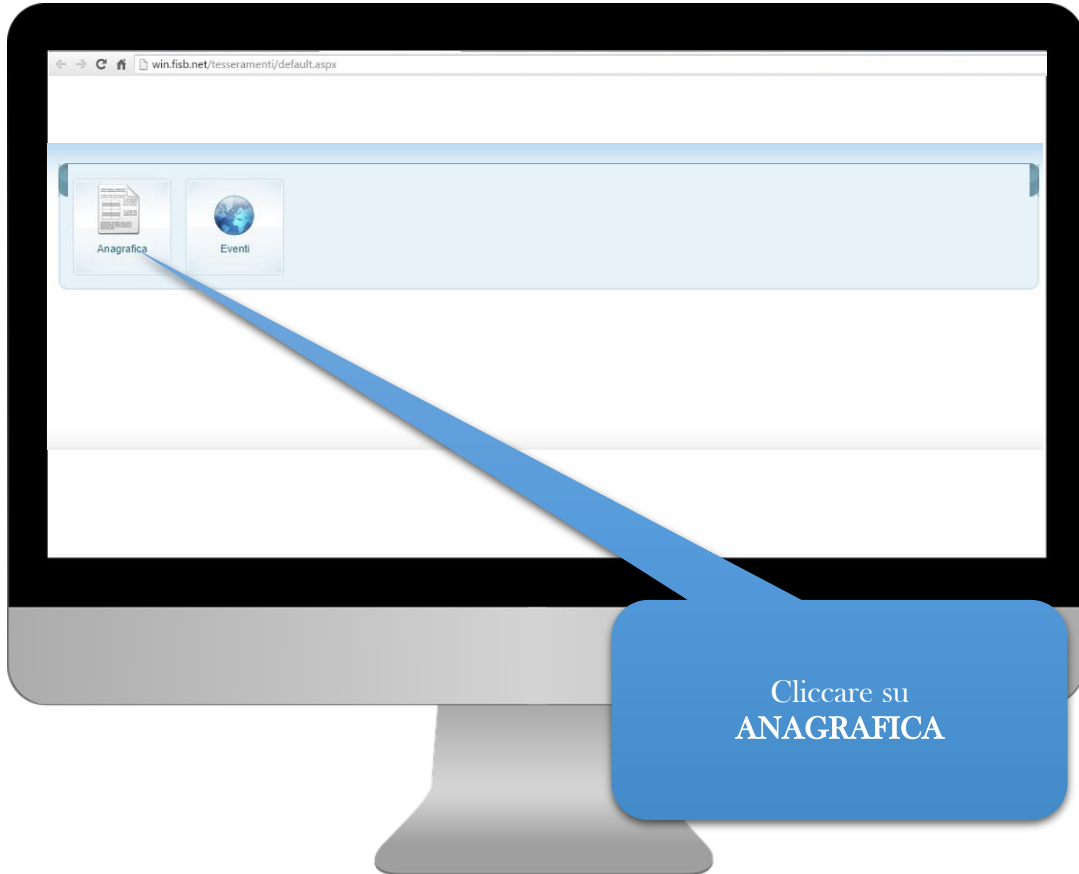 win.fisb.net/tesseramenti/default.aspx
Anagrafica
Eventi
Cliccare su
ANAGRAFICA